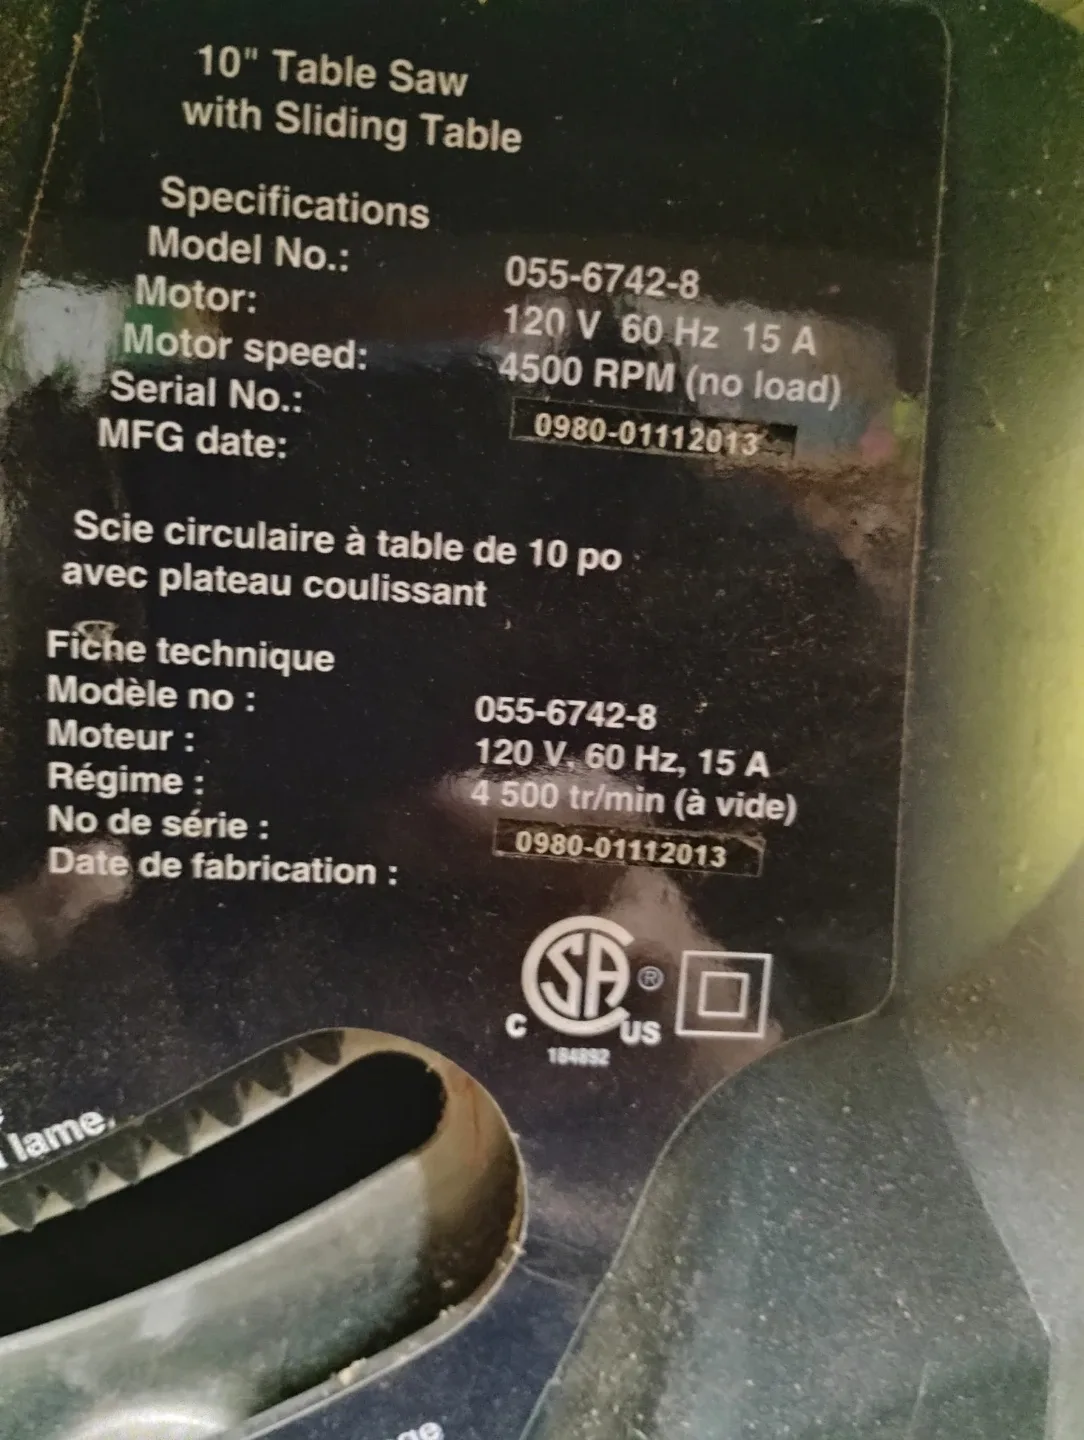 10" Table Saw
with Sliding Table
Specifications
Model No.: 055-6742-8
Motor: 120 V 60 Hz 15 A
Motor speed: 4500 RPM (no load)
Serial No.: 0980-01112013
MFG date:
Scie circulaire à table de 10 po
avec plateau coulissant
Fiche technique
Modèle no : 055-6742-8
Moteur : 120 V, 60 Hz, 15 A
Régime : 4 500 tr/min (à vide)
No de série : 0980-01112013
Date de fabrication :
C SA ® US
184892
lame.